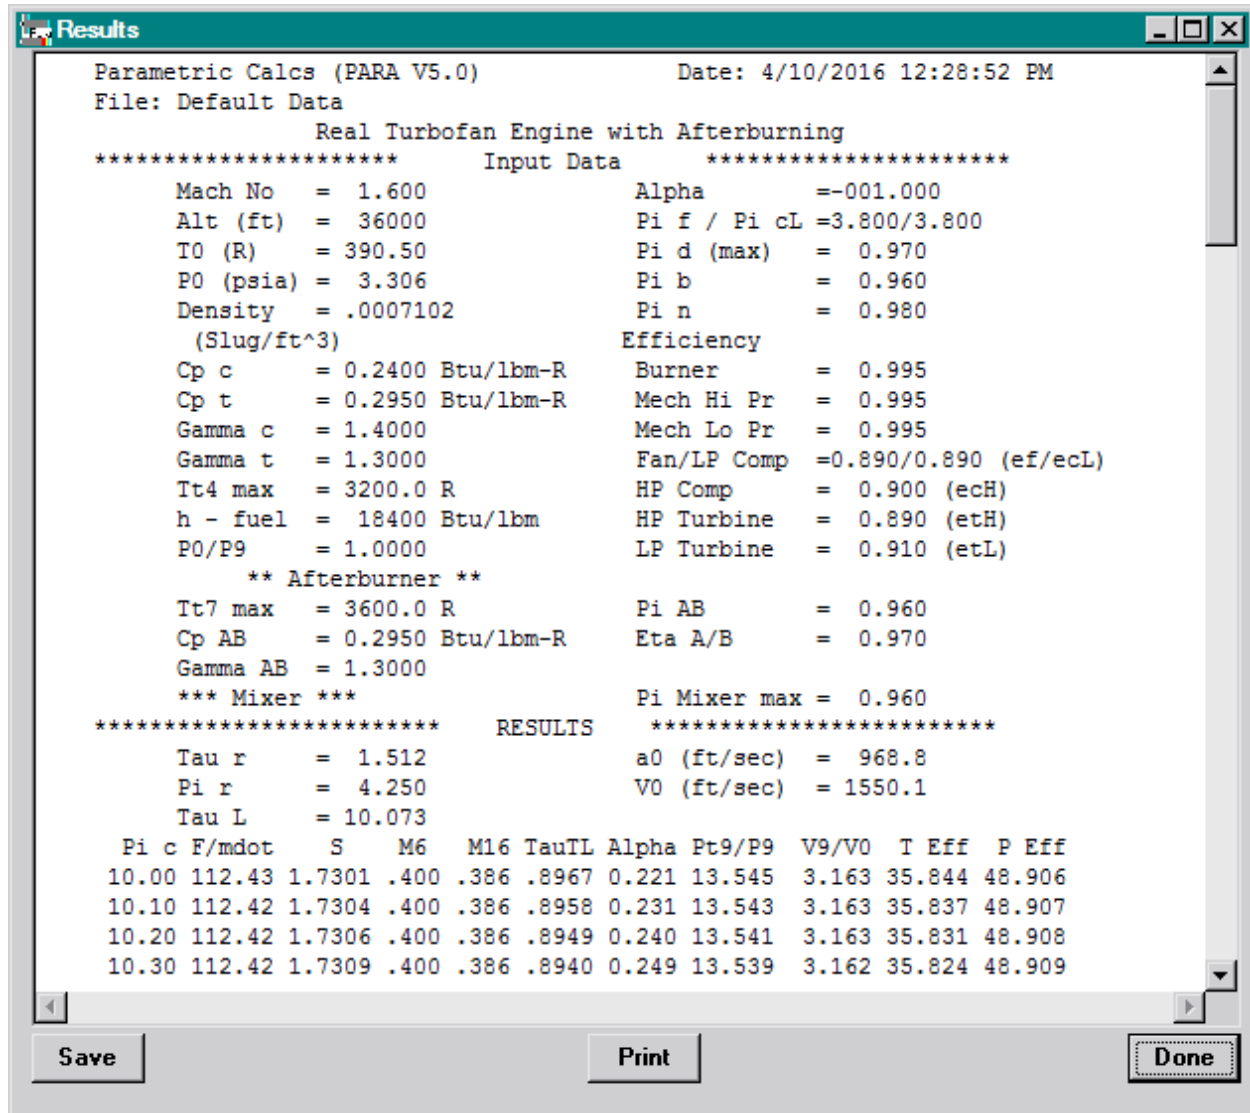 Results
Parametric Calcs (PARA V5.0) Date: 4/10/2016 12:28:52 PM
File: Default Data
Real Turbofan Engine with Afterburning
********************** Input Data **********************
Mach No = 1.600 Alpha =-001.000
Alt (ft) = 36000 Pi f / Pi cL =3.800/3.800
T0 (R) = 390.50 Pi d (max) = 0.970
P0 (psia) = 3.306 Pi b = 0.960
Density = .0007102 Pi n = 0.980
(Slug/ft^3) Efficiency
Cp c = 0.2400 Btu/lbm-R Burner = 0.995
Cp t = 0.2950 Btu/lbm-R Mech Hi Pr = 0.995
Gamma c = 1.4000 Mech Lo Pr = 0.995
Gamma t = 1.3000 Fan/LP Comp =0.890/0.890 (ef/ecL)
Tt4 max = 3200.0 R HP Comp = 0.900 (ecH)
h - fuel = 18400 Btu/lbm HP Turbine = 0.890 (etH)
P0/P9 = 1.0000 LP Turbine = 0.910 (etL)
** Afterburner **
Tt7 max = 3600.0 R Pi AB = 0.960
Cp AB = 0.2950 Btu/lbm-R Eta A/B = 0.970
Gamma AB = 1.3000
*** Mixer *** Pi Mixer max = 0.960
************************* RESULTS *************************
Tau r = 1.512 a0 (ft/sec) = 968.8
Pi r = 4.250 V0 (ft/sec) = 1550.1
Tau L = 10.073
Pi c F/mdot S M6 M16 TauTL Alpha Pt9/P9 V9/V0 T Eff P Eff
10.00 112.43 1.7301 .400 .386 .8967 0.221 13.545 3.163 35.844 48.906
10.10 112.42 1.7304 .400 .386 .8958 0.231 13.543 3.163 35.837 48.907
10.20 112.42 1.7306 .400 .386 .8949 0.240 13.541 3.163 35.831 48.908
10.30 112.42 1.7309 .400 .386 .8940 0.249 13.539 3.162 35.824 48.909
Save Print Done